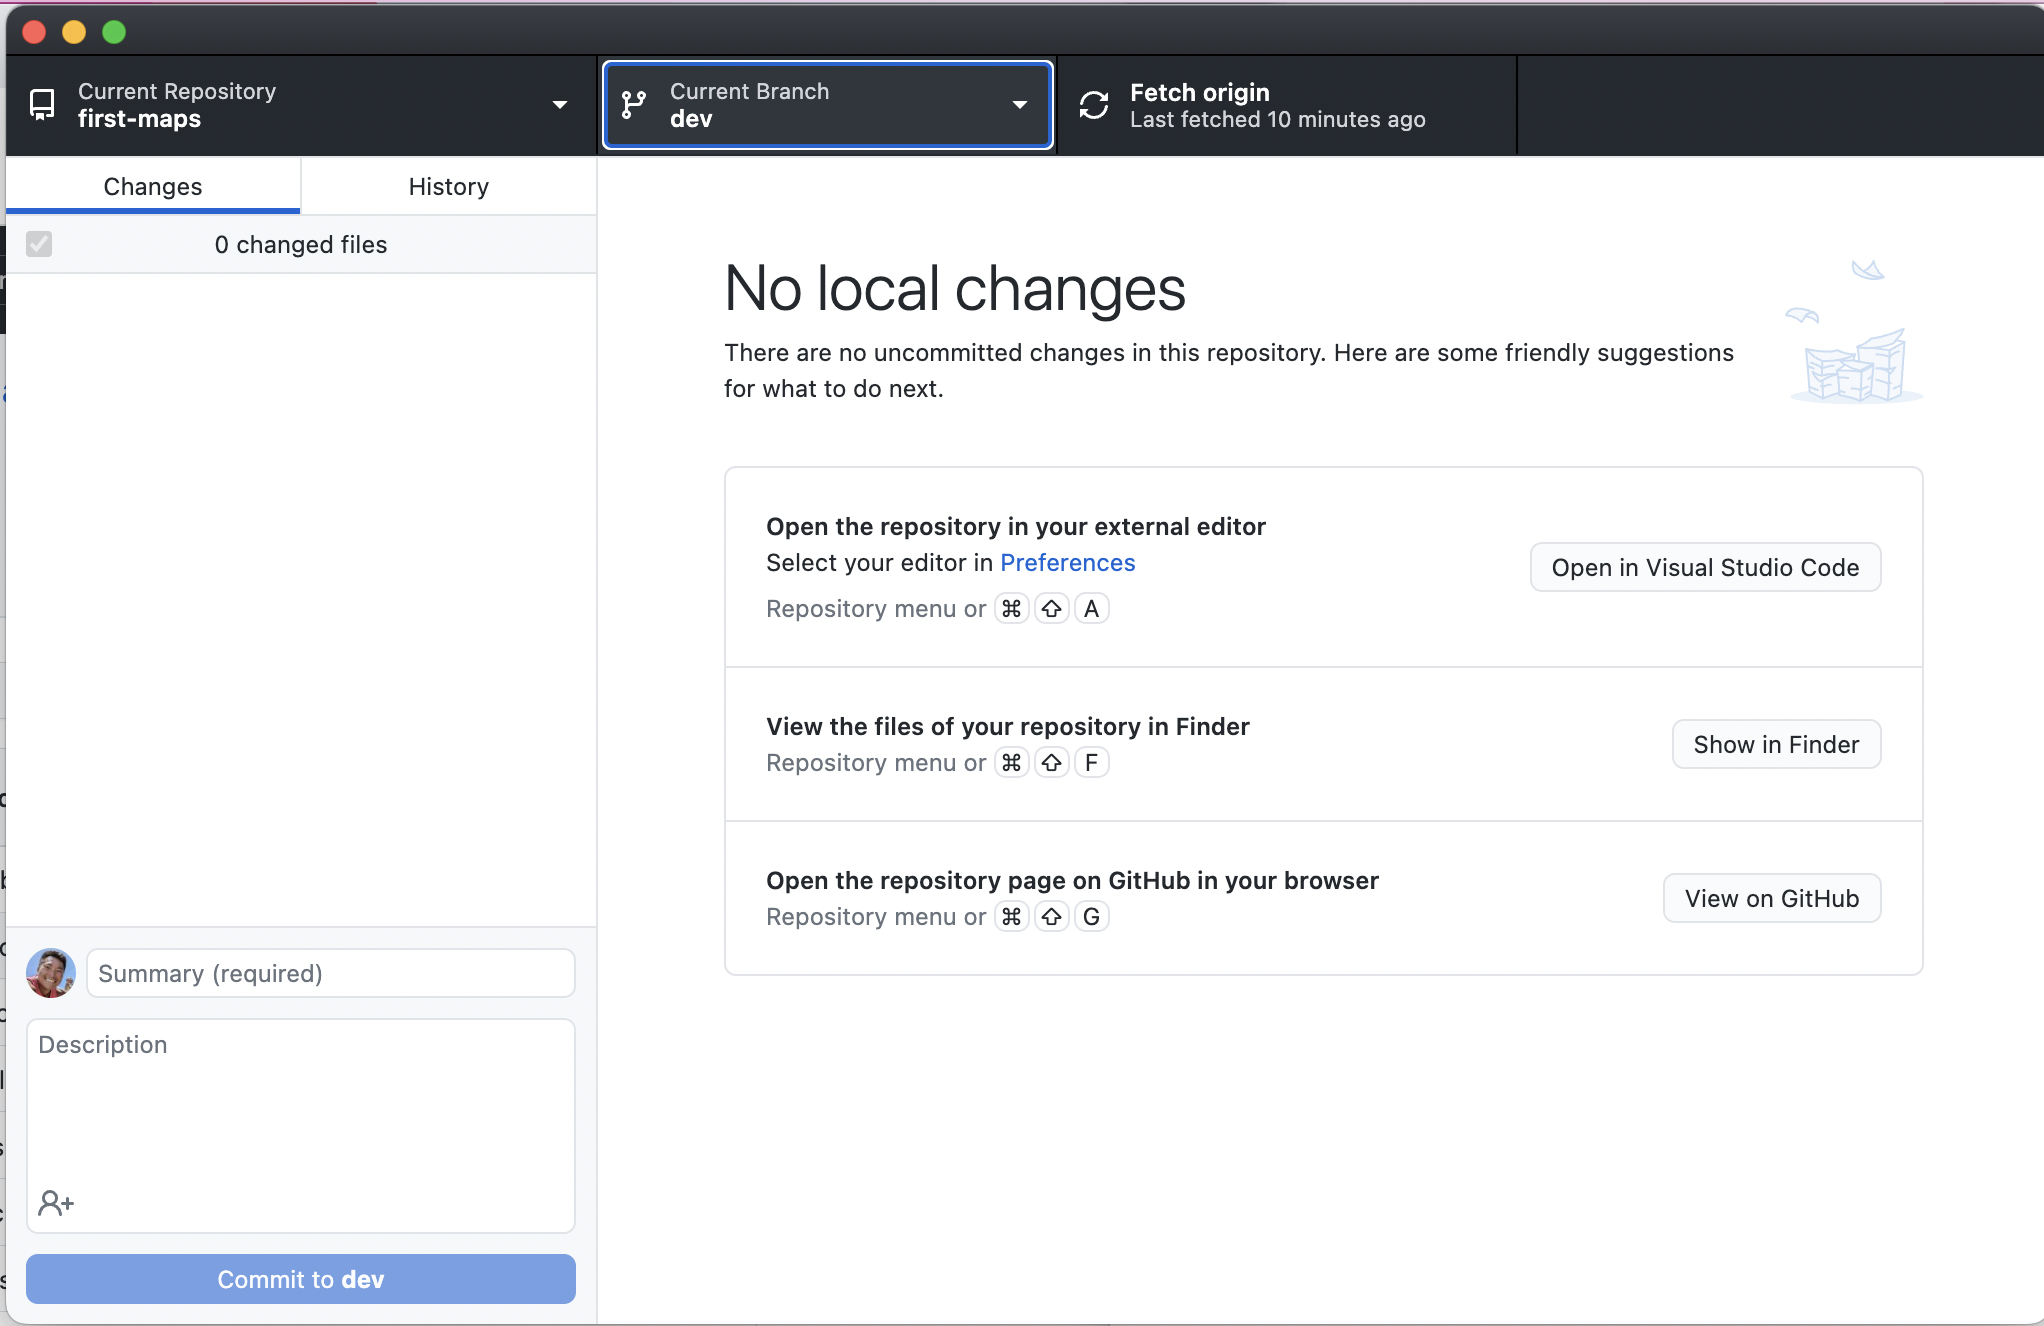 Current Repository
first-maps
Current Branch
dev
Fetch origin
Last fetched 10 minutes ago
Changes
History
0 changed files
No local changes
There are no uncommitted changes in this repository. Here are some friendly suggestions
for what to do next.
Open the repository in your external editor
Select your editor in Preferences
Repository menu or ⌘ ⇧ A
Open in Visual Studio Code
View the files of your repository in Finder
Repository menu or ⌘ ⇧ F
Show in Finder
Open the repository page on GitHub in your browser
Repository menu or ⌘ ⇧ G
View on GitHub
Summary (required)
Description
Commit to dev